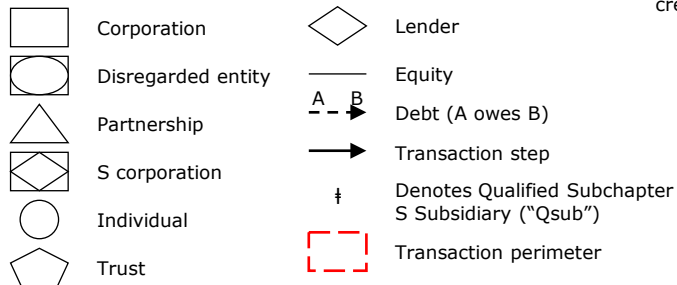 cre
Corporation
Disregarded entity
Partnership
S corporation
Individual
Trust
Lender
Equity
A B
Debt (A owes B)
Transaction step
ǂ
Denotes Qualified Subchapter
S Subsidiary (“Qsub”)
Transaction perimeter